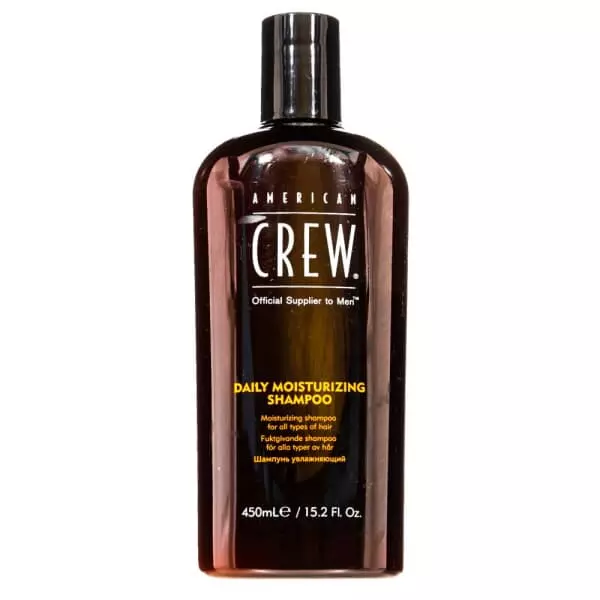 AMERICAN
CREW®
Official Supplier to Men™
DAILY MOISTURIZING
SHAMPOO
Moisturizing shampoo
for all types of hair
Fuktgivande shampoo
för alla typer av hår
Шампунь увлажняющий
450mL℮ / 15.2 Fl. Oz.